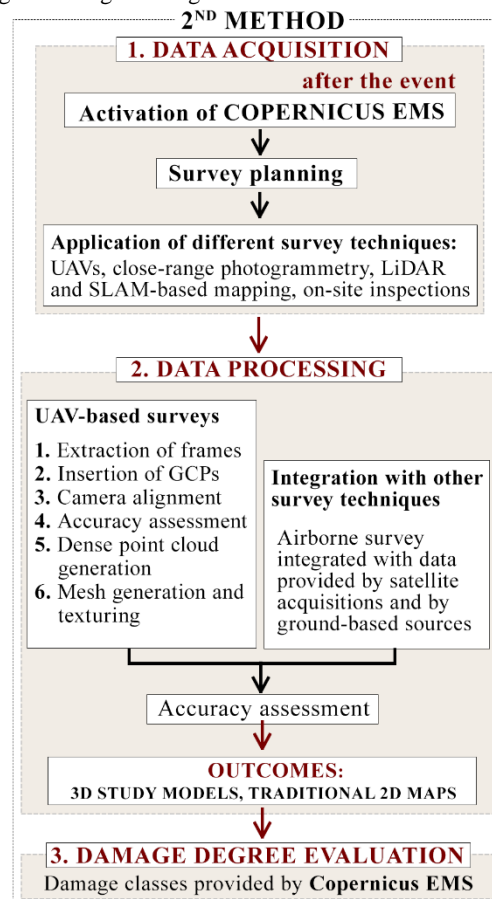 2ND METHOD
1. DATA ACQUISITION
after the event
Activation of COPERNICUS EMS
Survey planning
Application of different survey techniques:
UAVs, close-range photogrammetry, LiDAR
and SLAM-based mapping, on-site inspections
2. DATA PROCESSING
UAV-based surveys
1. Extraction of frames
2. Insertion of GCPs
3. Camera alignment
4. Accuracy assessment
5. Dense point cloud
generation
6. Mesh generation and
texturing
Integration with other
survey techniques
Airborne survey
integrated with data
provided by satellite
acquisitions and by
ground-based sources
Accuracy assessment
OUTCOMES:
3D STUDY MODELS, TRADITIONAL 2D MAPS
3. DAMAGE DEGREE EVALUATION
Damage classes provided by Copernicus EMS